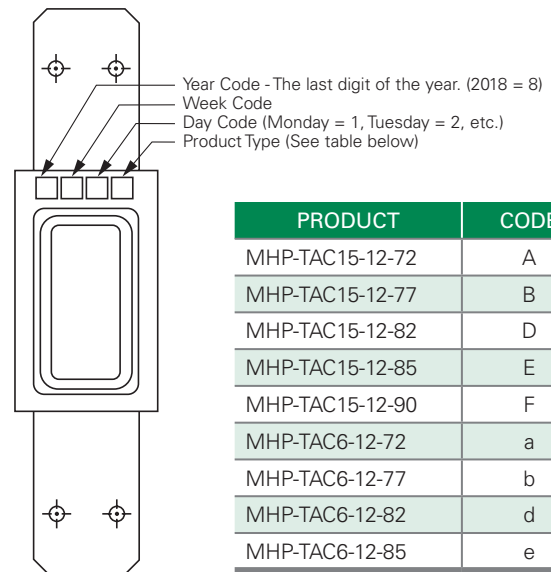 Year Code - The last digit of the year. (2018 = 8)
Week Code
Day Code (Monday = 1, Tuesday = 2, etc.)
Product Type (See table below)
PRODUCT CODE
MHP-TAC15-12-72 A
MHP-TAC15-12-77 B
MHP-TAC15-12-82 D
MHP-TAC15-12-85 E
MHP-TAC15-12-90 F
MHP-TAC6-12-72 a
MHP-TAC6-12-77 b
MHP-TAC6-12-82 d
MHP-TAC6-12-85 e